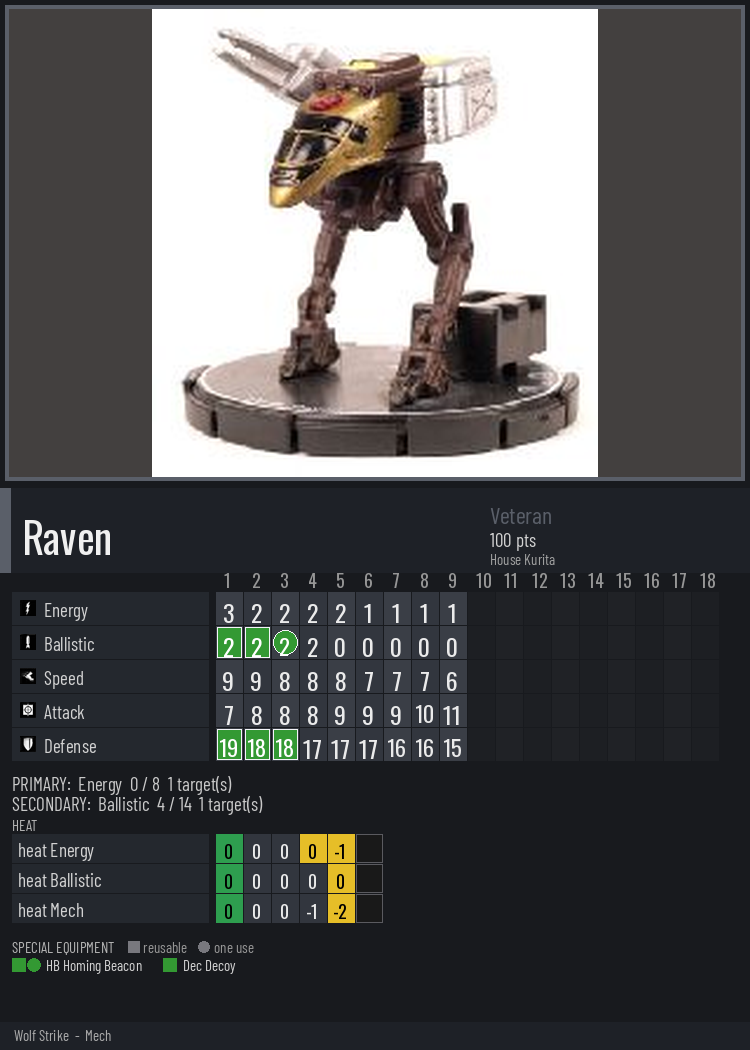 Raven
Veteran
100 pts
House Kurita
1 2 3 4 5 6 7 8 9 10 11 12 13 14 15 16 17 18
Energy 3 2 2 2 2 1 1 1 1
Ballistic 2 2 2 2 0 0 0 0 0
Speed 9 9 8 8 8 7 7 7 6
Attack 7 8 8 8 9 9 9 10 11
Defense 19 18 18 17 17 17 16 16 15
PRIMARY: Energy 0 / 8 1 target(s)
SECONDARY: Ballistic 4 / 14 1 target(s)
HEAT
heat Energy 0 0 0 0 -1
heat Ballistic 0 0 0 0 0
heat Mech 0 0 0 -1 -2
SPECIAL EQUIPMENT reusable one use
HB Homing Beacon Dec Decoy
Wolf Strike - Mech